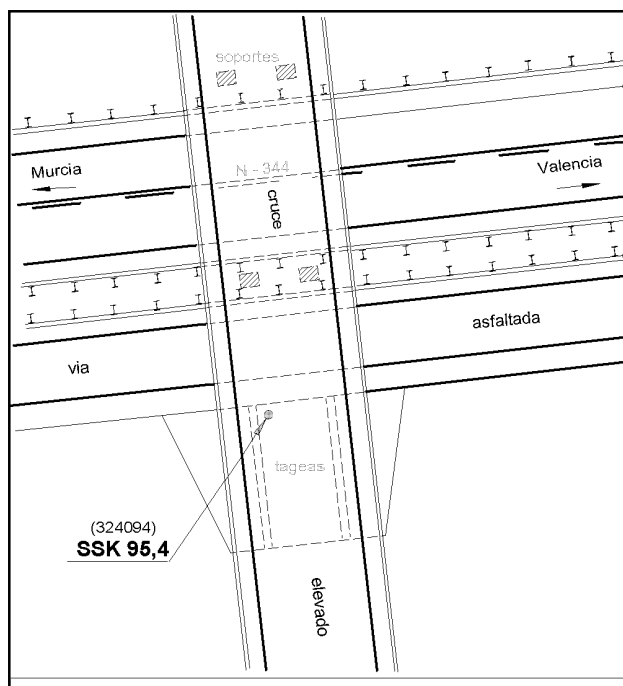 soportes
Murcia
N-344
Valencia
cruce
asfaltada
via
tageas
(324094)
SSK 95,4
elevado